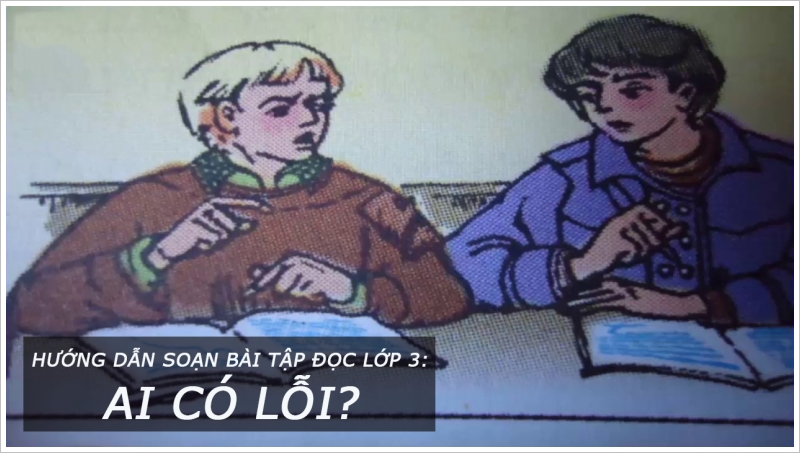 HƯỚNG DẪN SOẠN BÀI TẬP ĐỌC LỚP 3:
AI CÓ LỖI?